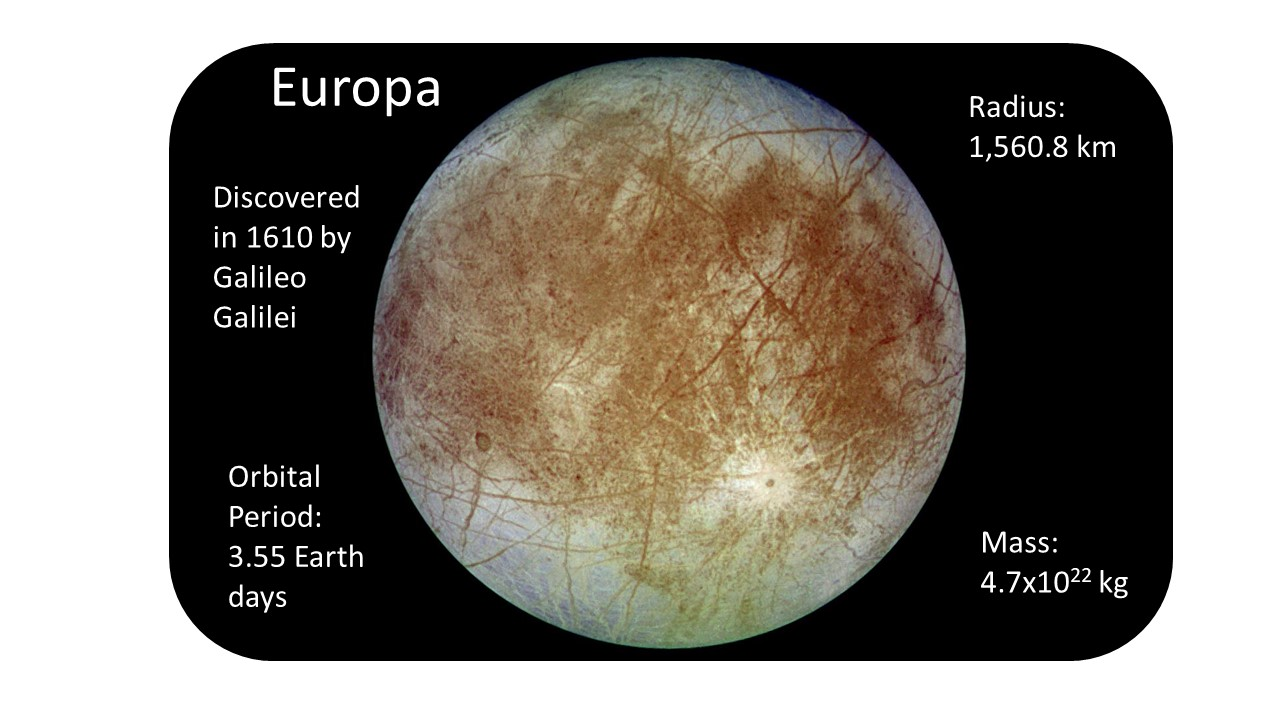 Europa
Discovered
in 1610 by
Galileo
Galilei
Orbital
Period:
3.55 Earth
days
Radius:
1,560.8 km
Mass:
4.7x10²² kg